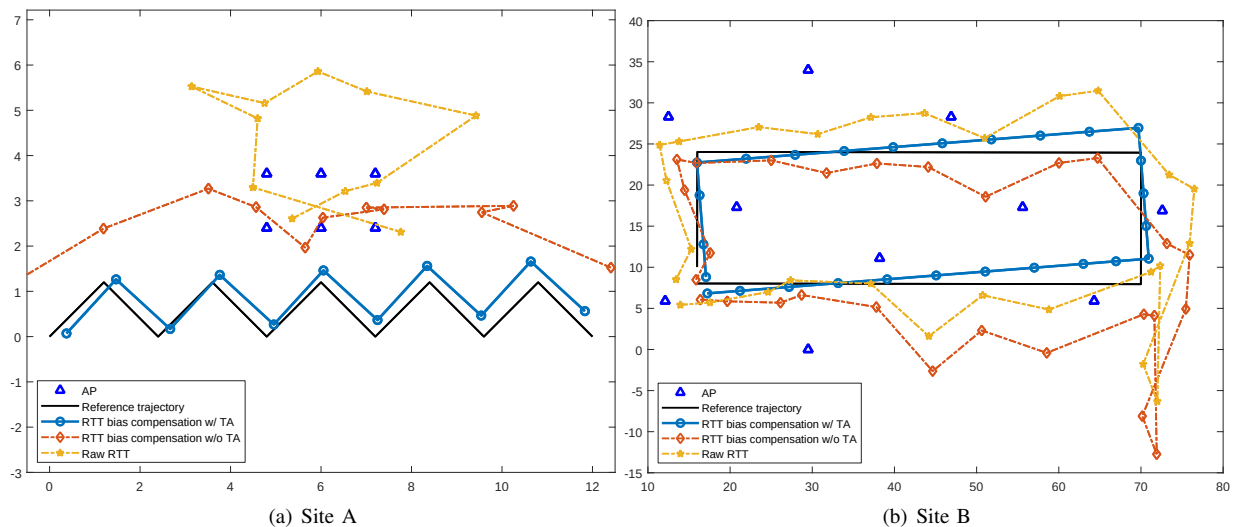 7
6
5
4
3
2
1
0
-1
-2
-3
0 2 4 6 8 10 12
AP
Reference trajectory
RTT bias compensation w/ TA
RTT bias compensation w/o TA
Raw RTT
(a) Site A
40
35
30
25
20
15
10
5
0
-5
-10
-15
10 20 30 40 50 60 70 80
AP
Reference trajectory
RTT bias compensation w/ TA
RTT bias compensation w/o TA
Raw RTT
(b) Site B